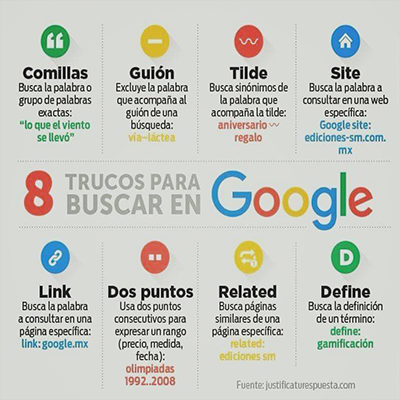 Comillas
Busca la palabra o
grupo de palabras
exactas:
“lo que el viento
se llevó”
Guión
Excluye la palabra
que acompaña al
guión de una
búsqueda:
vía–láctea
Tilde
Busca sinónimos de
la palabra que
acompaña la tilde:
aniversario ~
regalo
Site
Busca la palabra a
consultar en una web
específica:
Google site:
ediciones-sm.com.
mx
8 TRUCOS PARA
BUSCAR EN Google
Link
Busca la palabra
a consultar en una
página específica:
link: google.mx
Dos puntos
Usa dos puntos
consecutivos para
expresar un rango
(precio, medida,
fecha):
olimpiadas
1992..2008
Related
Busca páginas
similares de una
página específica:
related:
ediciones sm
D
Define
Busca la definición
de un término:
define:
gamificación
Fuente: justificaturespuesta.com